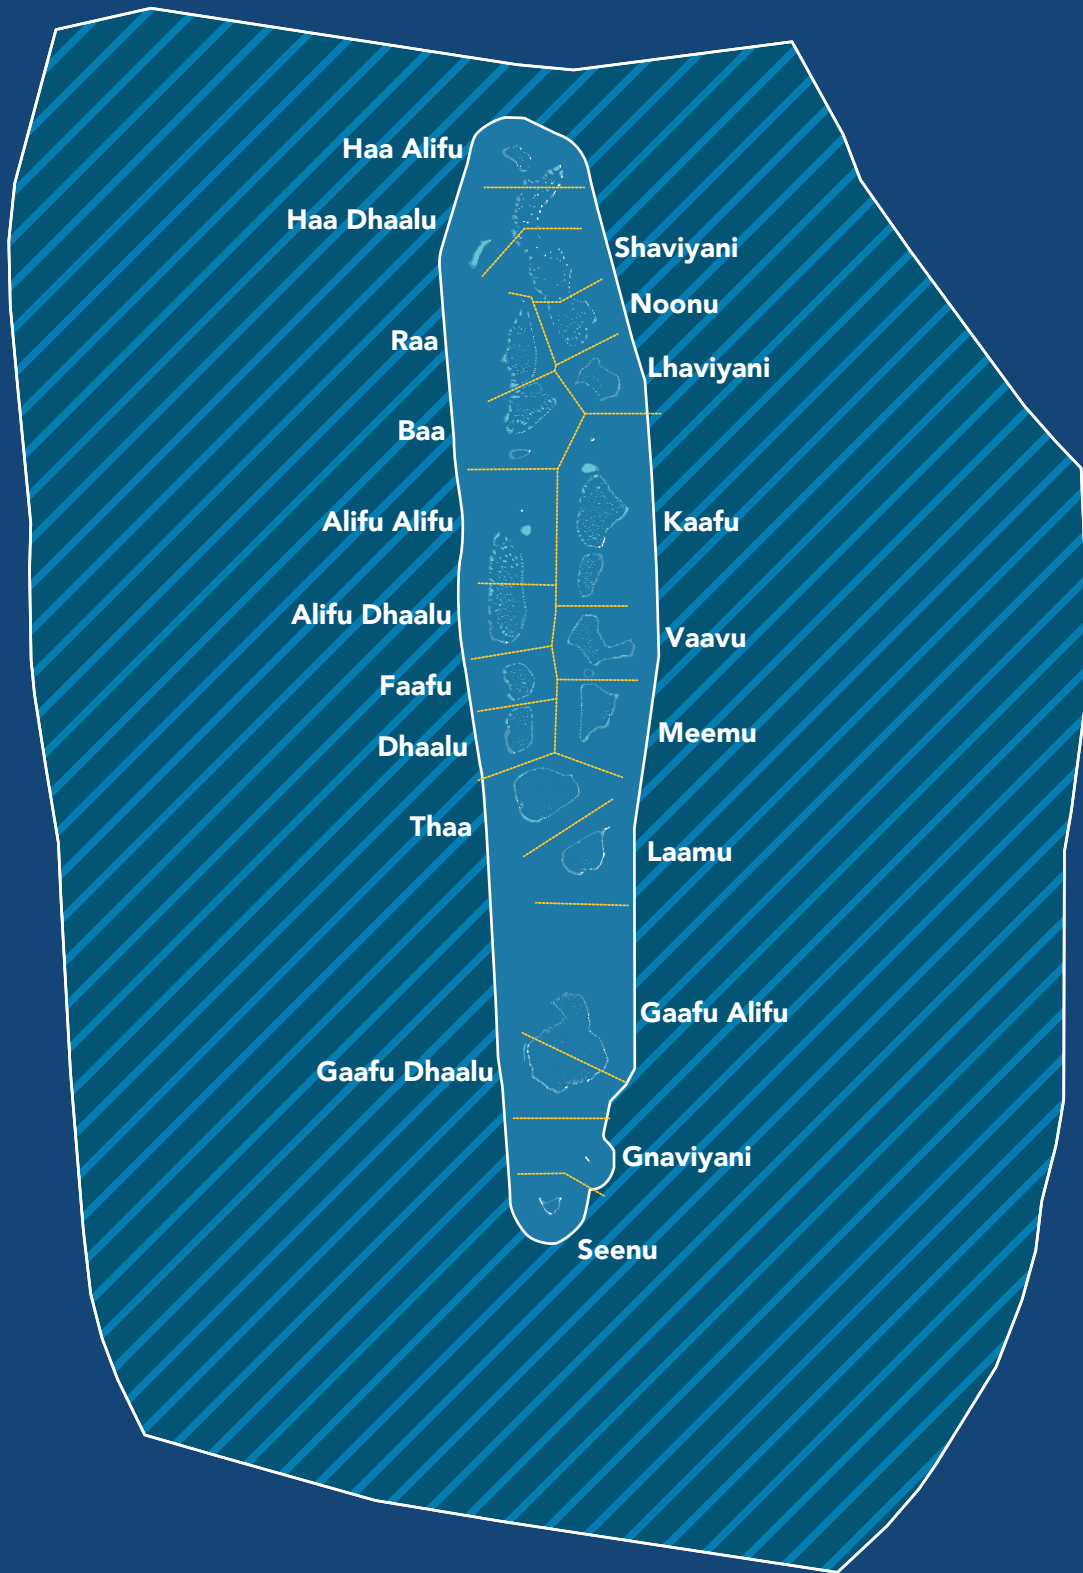 Haa Alifu
Haa Dhaalu
Shaviyani
Noonu
Raa
Lhaviyani
Baa
Alifu Alifu
Kaafu
Alifu Dhaalu
Vaavu
Faafu
Meemu
Dhaalu
Thaa
Laamu
Gaafu Alifu
Gaafu Dhaalu
Gnaviyani
Seenu